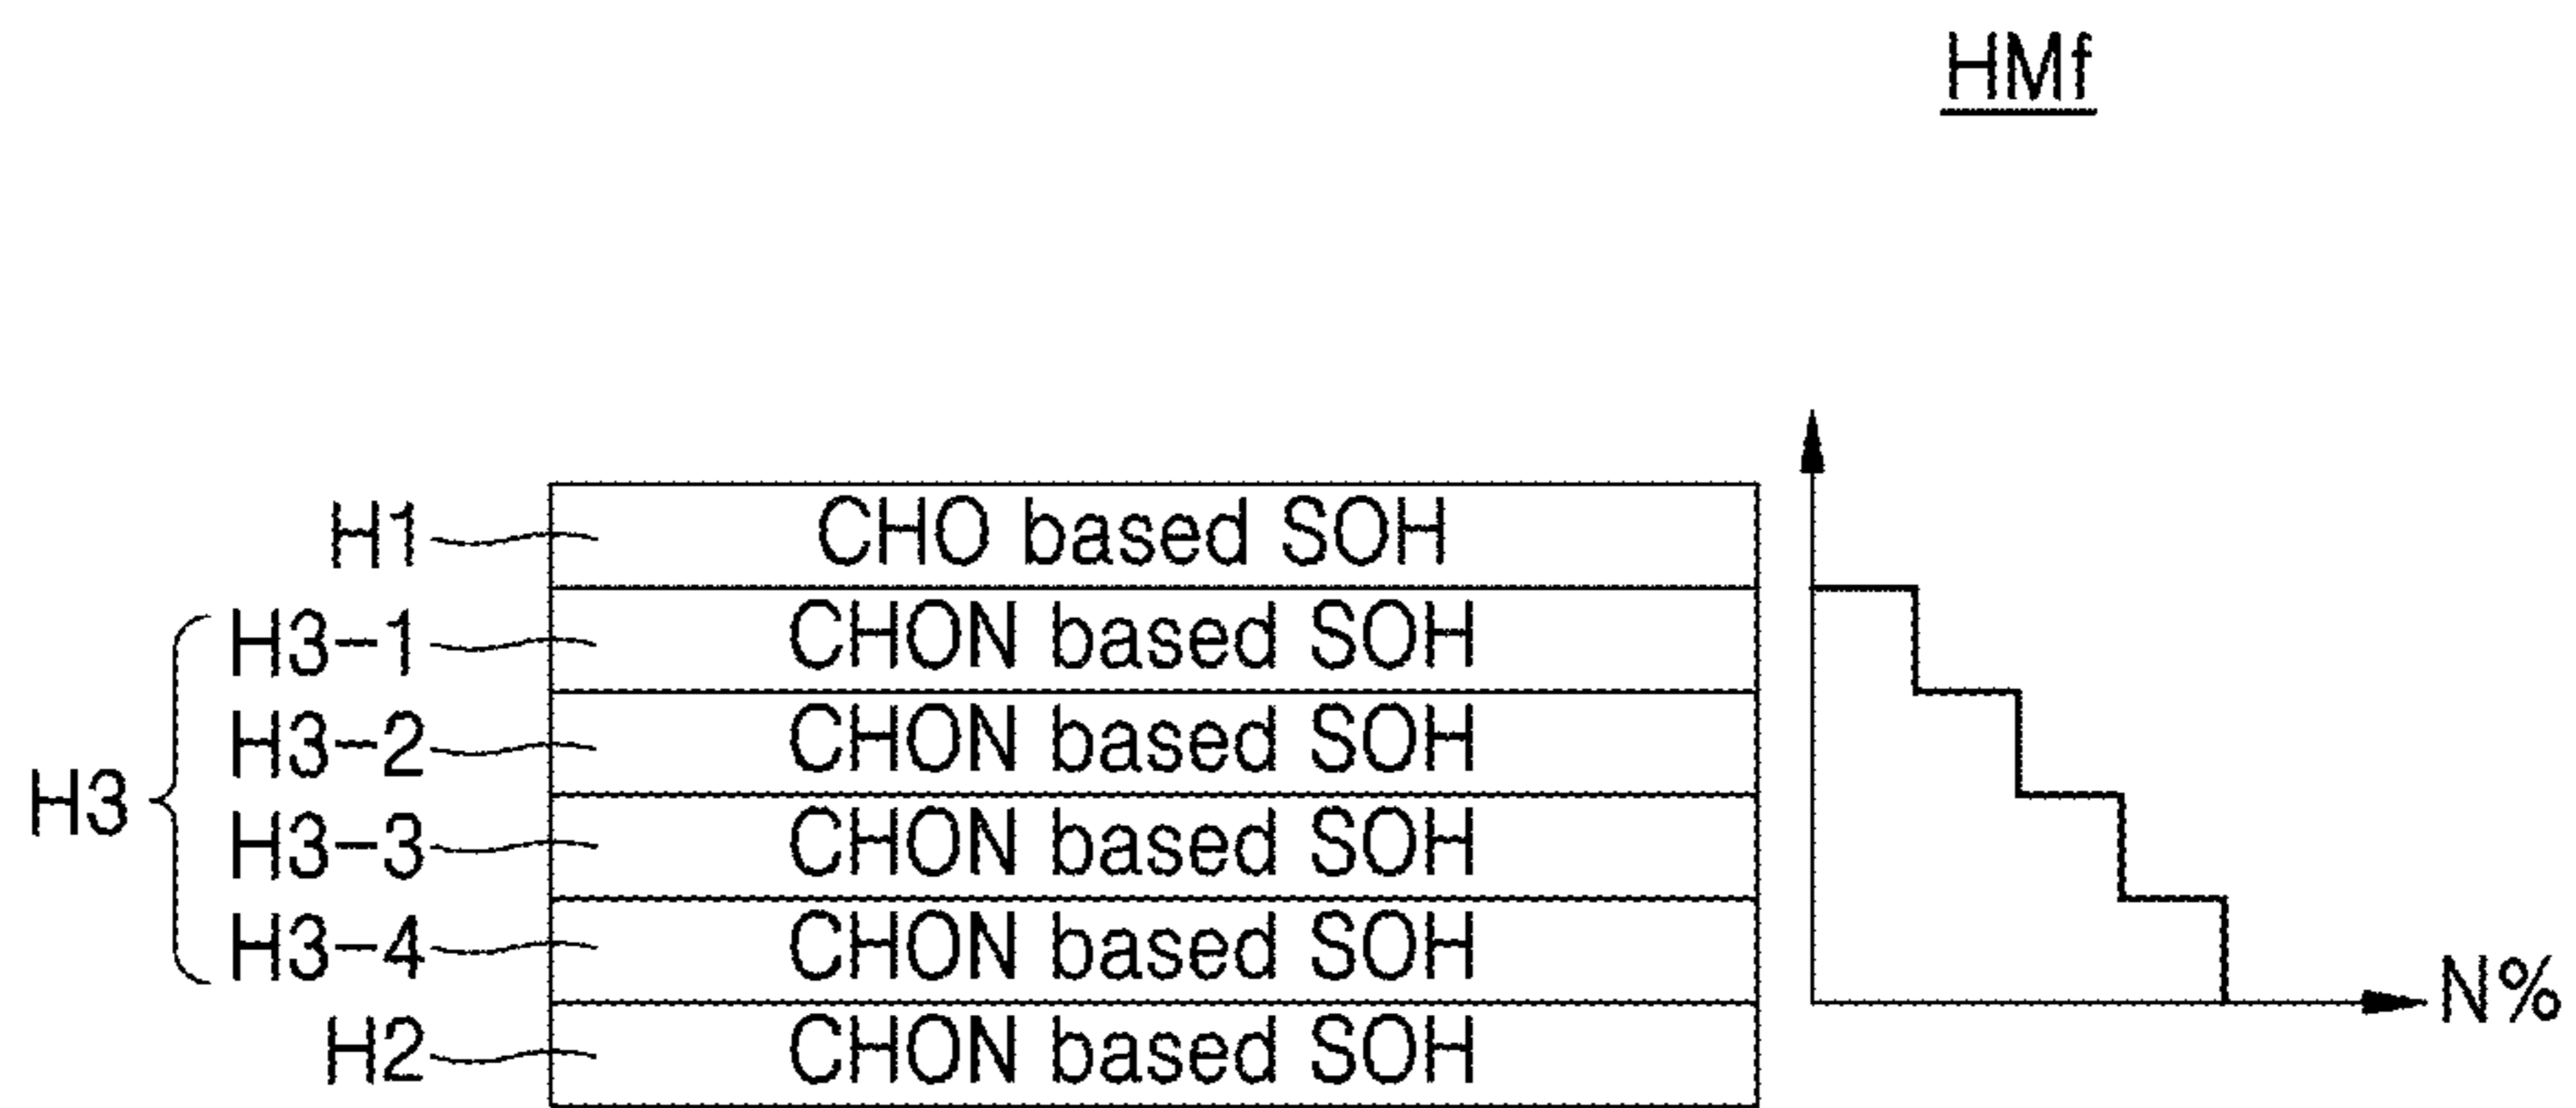 HMf
H1 CHO based SOH
H3-1 CHON based SOH
H3-2 CHON based SOH
H3
H3-3 CHON based SOH
H3-4 CHON based SOH
N%
H2 CHON based SOH